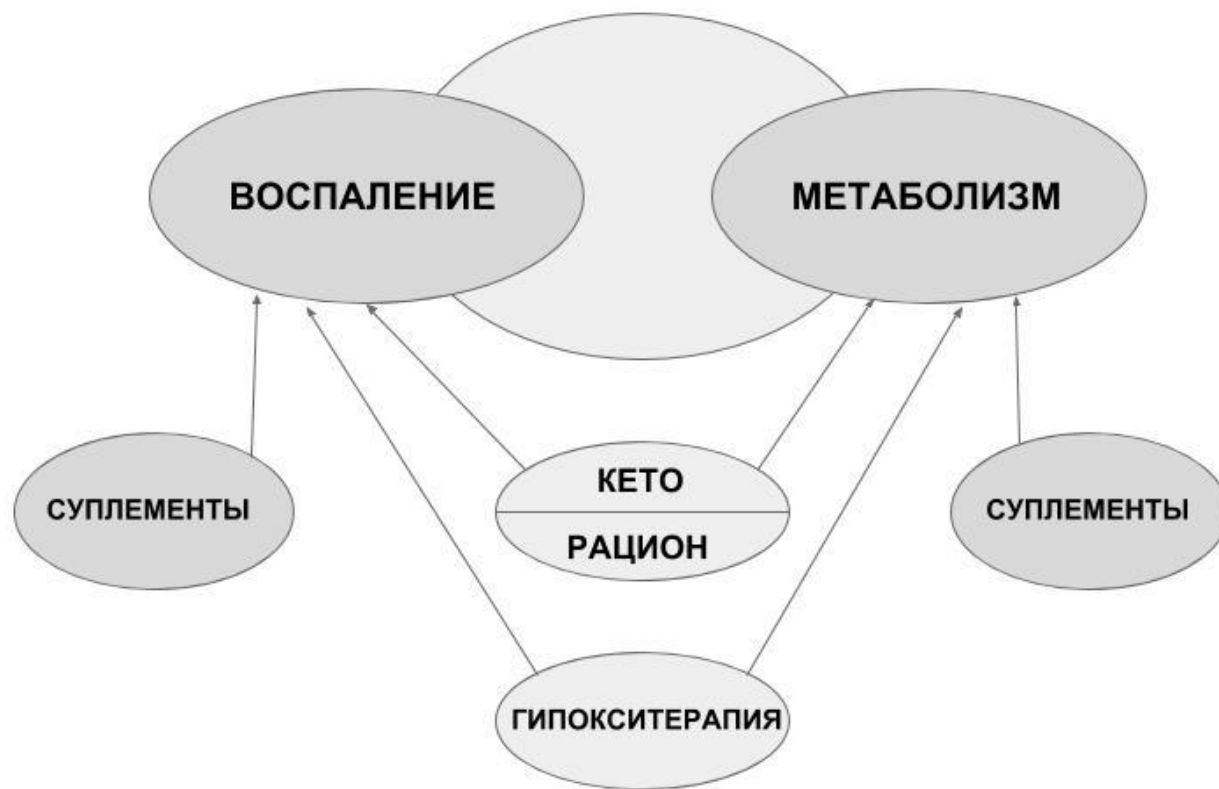 ВОСПАЛЕНИЕ
МЕТАБОЛИЗМ
СУПЛЕМЕНТЫ
КЕТО
РАЦИОН
СУПЛЕМЕНТЫ
ГИПОКСИТЕРАПИЯ